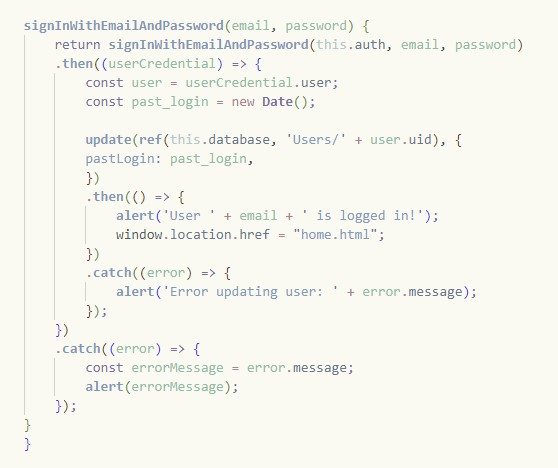 signInWithEmailAndPassword(email, password) {
    return signInWithEmailAndPassword(this.auth, email, password)
    .then((userCredential) => {
        const user = userCredential.user;
        const past_login = new Date();

        update(ref(this.database, 'Users/' + user.uid), {
        pastLogin: past_login,
        })
        .then(() => {
            alert('User ' + email + ' is logged in!');
            window.location.href = "home.html";
        })
        .catch((error) => {
            alert('Error updating user: ' + error.message);
        });
    })
    .catch((error) => {
        const errorMessage = error.message;
        alert(errorMessage);
    });
}
}